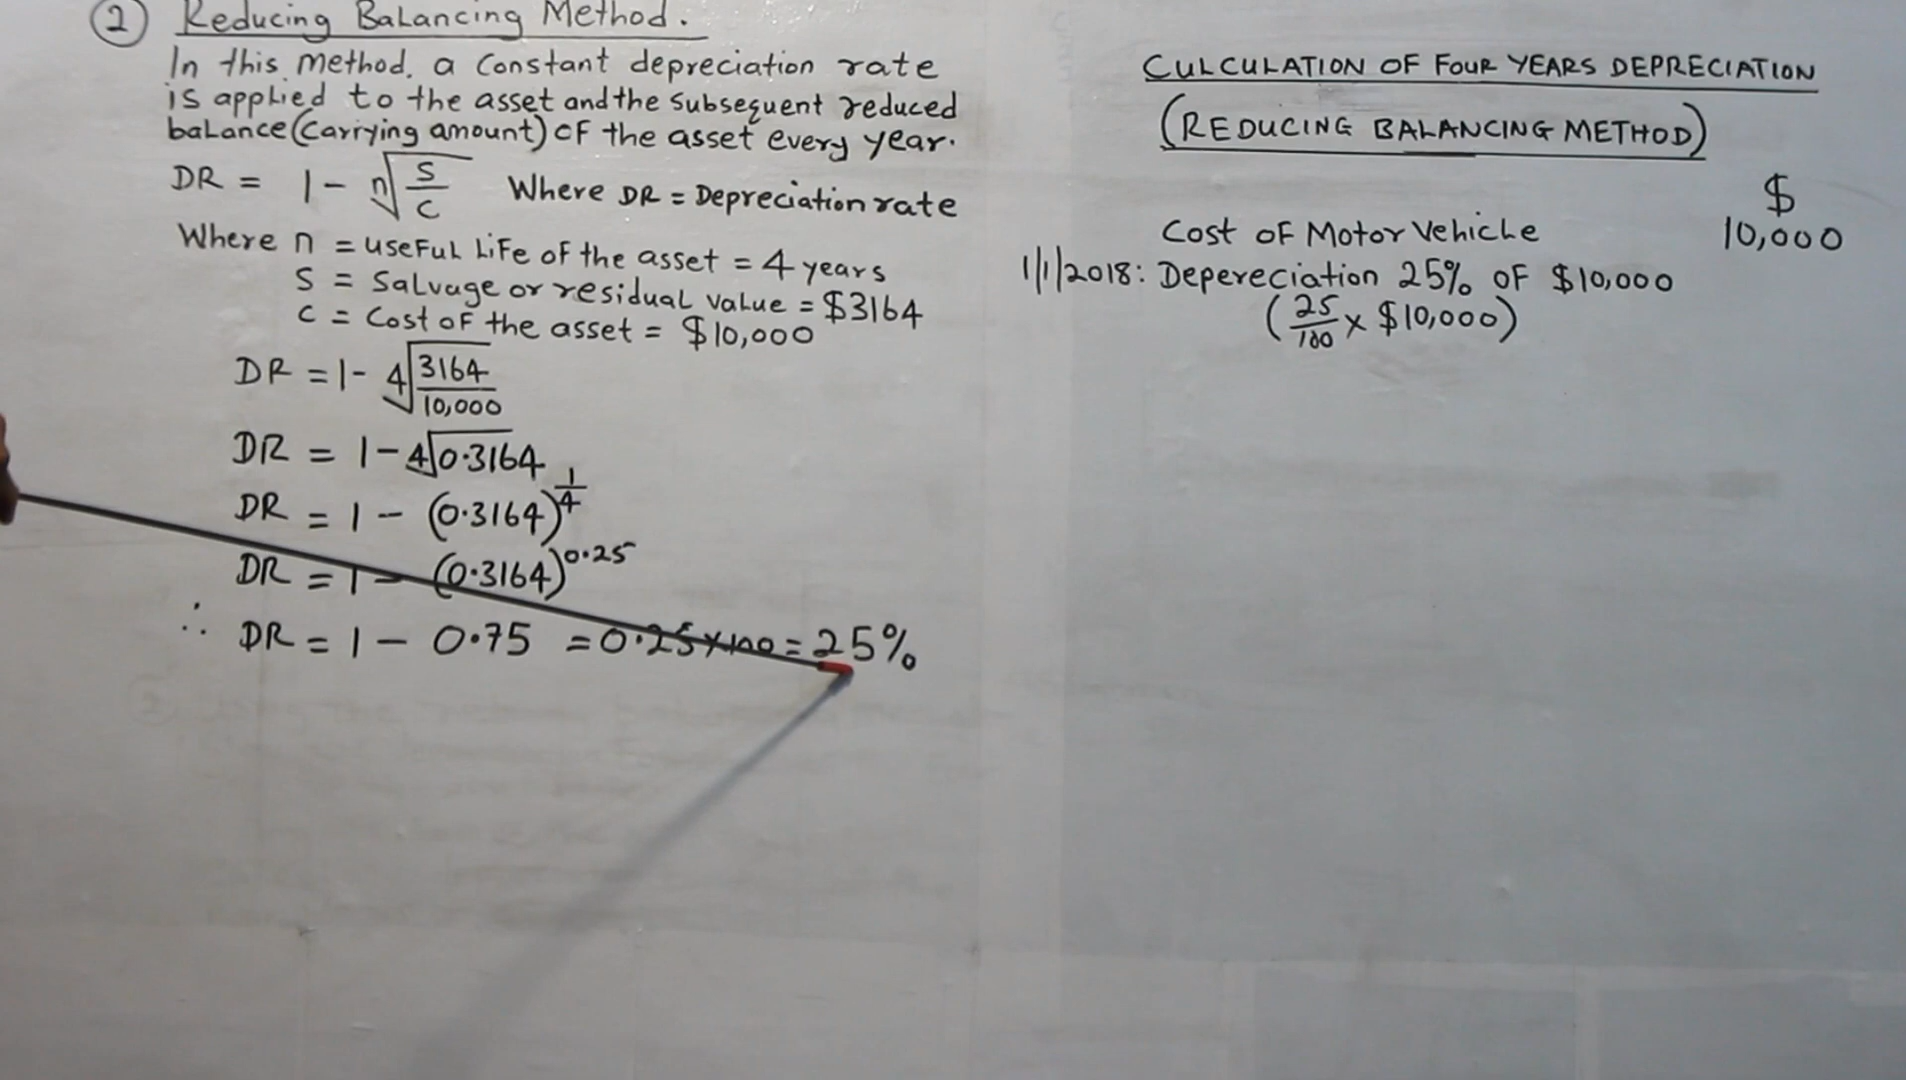 ② Reducing Balancing Method.
In this method, a constant depreciation rate
is applied to the asset and the subsequent reduced
balance (carrying amount) of the asset every year.
DR = 1 - n√S/C Where DR = Depreciation rate
Where n = useful life of the asset = 4 years
S = Salvage or residual value = $3164
C = Cost of the asset = $10,000
DR = 1 - 4√3164/10,000
DR = 1 - 4√0.3164
DR = 1 - (0.3164)^1/4
DR = 1 - (0.3164)^0.25
∴ DR = 1 - 0.75 = 0.25 x 100 = 25%
CULCULATION OF FOUR YEARS DEPRECIATION
(REDUCING BALANCING METHOD)
$
Cost of Motor Vehicle 10,000
1/1/2018: Depereciation 25% OF $10,000
(25/100 x $10,000)